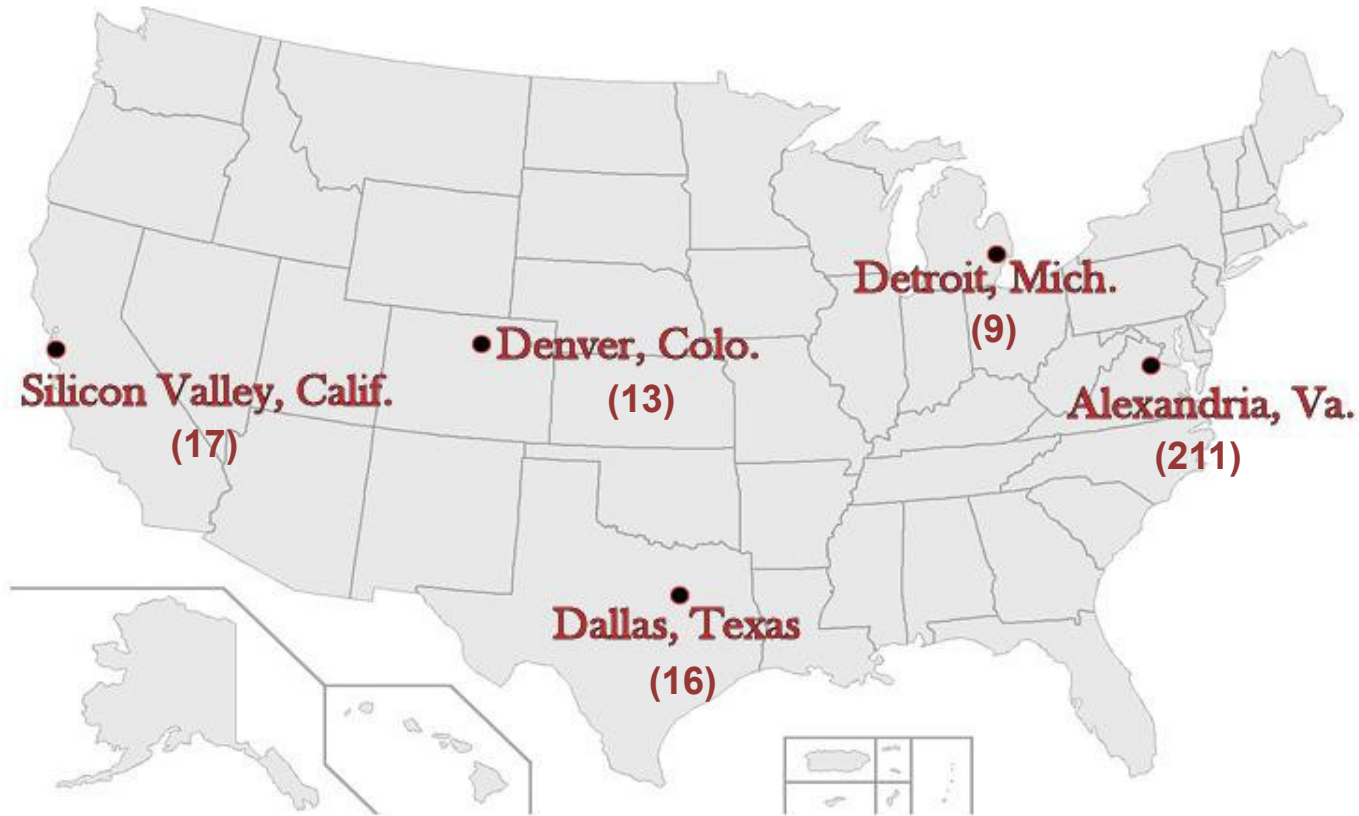 Detroit, Mich.
(9)
Denver, Colo.
(13)
Silicon Valley, Calif.
(17)
Alexandria, Va.
(211)
Dallas, Texas
(16)